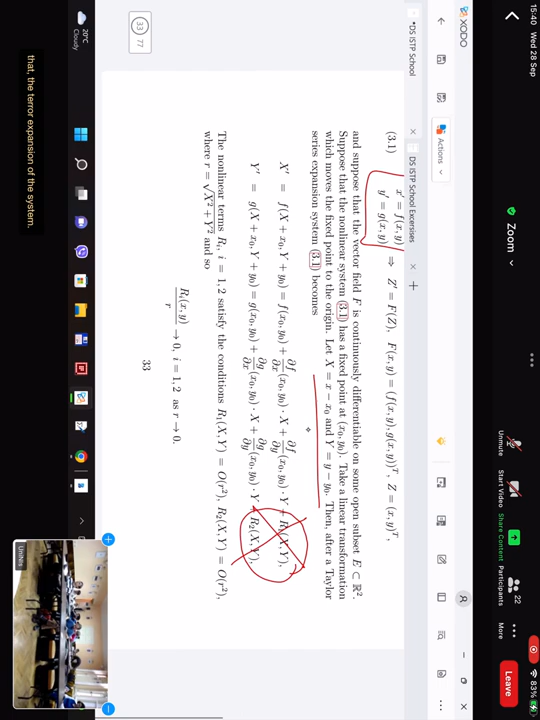 15:40 Wed 28 Sep
83%
Zoom
Unmute
Start Video
Share Content
22
Participants
More
Leave
XODO
*DS ISTP School
DS ISTP School Excersises
Actions
(3.1) x′ = f(x, y) y′ = g(x, y) ⇒ Z′ = F(Z), F(x, y) = (f(x, y), g(x, y))ᵀ, Z = (x, y)ᵀ,
and suppose that the vector field F is continuously differentiable on some open subset E ⊂ ℝ².
Suppose that the nonlinear system (3.1) has a fixed point at (x₀, y₀). Take a linear transformation
which moves the fixed point to the origin. Let X = x − x₀ and Y = y − y₀. Then, after a Taylor
series expansion system (3.1) becomes
X′ = f(X + x₀, Y + y₀) = f(x₀, y₀) + ∂f/∂x (x₀, y₀) · X + ∂f/∂y (x₀, y₀) · Y + R₁(X, Y),
Y′ = g(X + x₀, Y + y₀) = g(x₀, y₀) + ∂g/∂x (x₀, y₀) · X + ∂g/∂y (x₀, y₀) · Y + R₂(X, Y),
The nonlinear terms Rᵢ, i = 1, 2 satisfy the conditions R₁(X, Y) = O(r²), R₂(X, Y) = O(r²),
where r = √X² + Y² and so
Rᵢ(x, y)/r → 0, i = 1, 2 as r → 0.
33
33 77
20°C
Cloudy
UniNis
that, the terror expansion of the system.